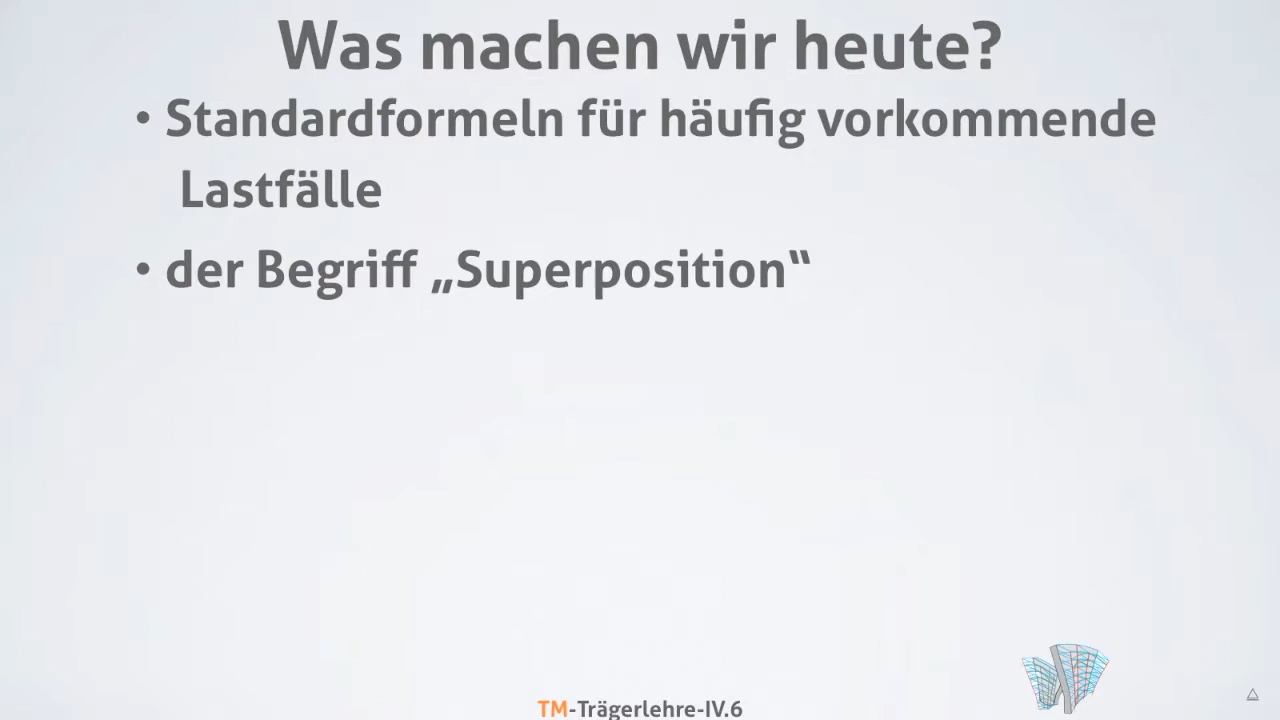 Was machen wir heute?
• Standardformeln für häufig vorkommende
Lastfälle
• der Begriff „Superposition“
TM-Trägerlehre-IV.6